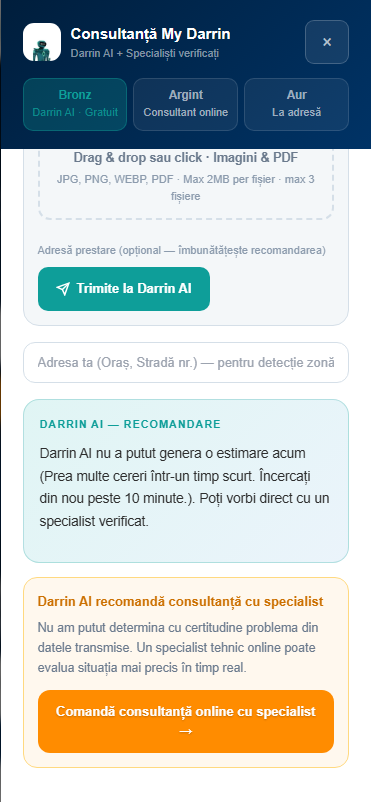 Consultanță My Darrin
Darrin AI + Specialiști verificați
×
Bronz
Darrin AI · Gratuit
Argint
Consultant online
Aur
La adresă
Drag & drop sau click · Imagini & PDF
JPG, PNG, WEBP, PDF · Max 2MB per fișier · max 3
fișiere
Adresă prestare (opțional — îmbunătățește recomandarea)
Trimite la Darrin AI
Adresa ta (Oraș, Stradă nr.) — pentru detecție zonă
DARRIN AI — RECOMANDARE
Darrin AI nu a putut genera o estimare acum
(Prea multe cereri într-un timp scurt. Încercați
din nou peste 10 minute.). Poți vorbi direct cu un
specialist verificat.
Darrin AI recomandă consultanță cu specialist
Nu am putut determina cu certitudine problema din
datele transmise. Un specialist tehnic online poate
evalua situația mai precis în timp real.
Comandă consultanță online cu specialist
→